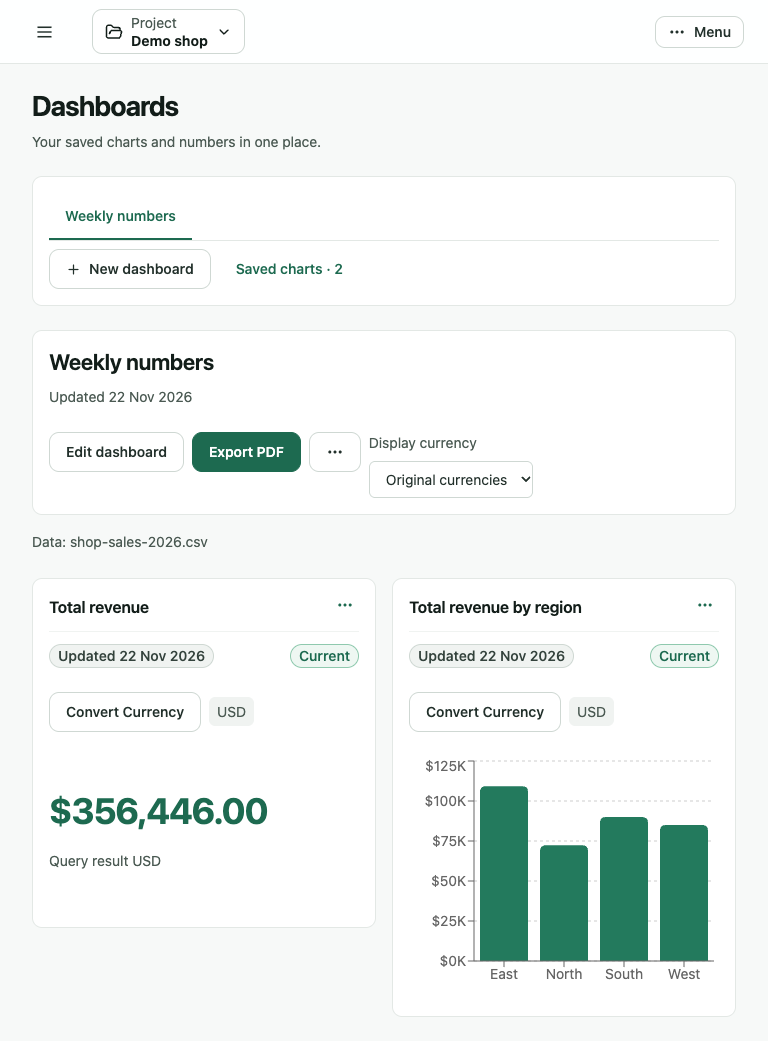 Project
Demo shop
Menu
Dashboards
Your saved charts and numbers in one place.
Weekly numbers
New dashboard
Saved charts · 2
Weekly numbers
Updated 22 Nov 2026
Edit dashboard
Export PDF
Display currency
Original currencies
Data: shop-sales-2026.csv
Total revenue
Updated 22 Nov 2026
Current
Convert Currency
USD
$356,446.00
Query result USD
Total revenue by region
Updated 22 Nov 2026
Current
Convert Currency
USD
$125K
$100K
$75K
$50K
$25K
$0K
East
North
South
West